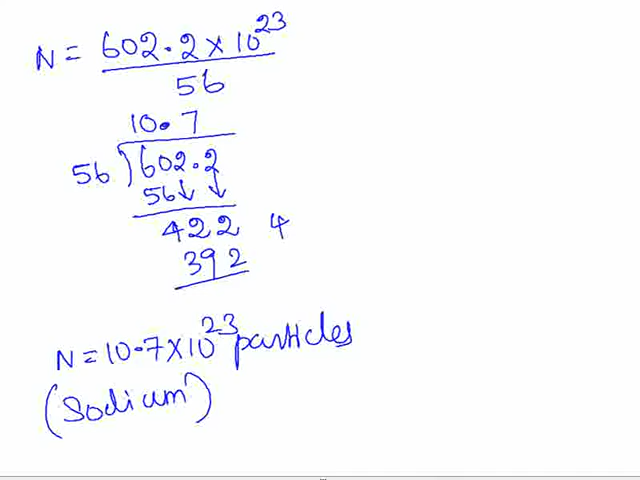 N = 602.2 × 10^23
56
10.7
56 ) 602.2
56 ↓ ↓
422 4
392
N = 10.7 × 10^23 particles
(Sodium)